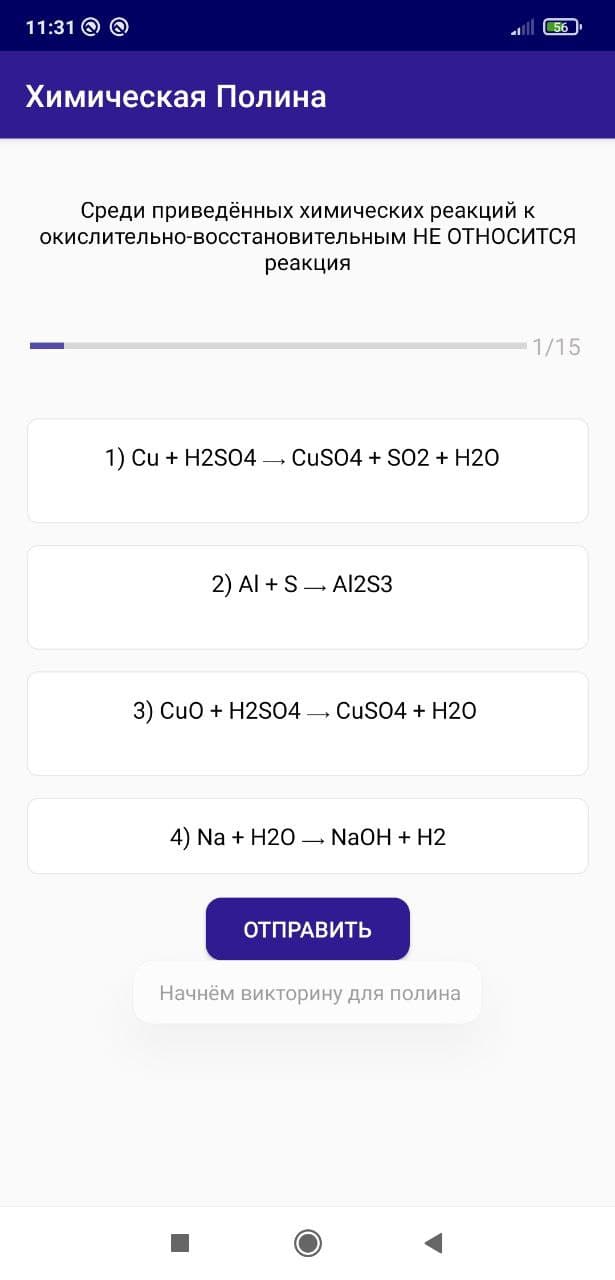 11:31
56
Химическая Полина
Среди приведённых химических реакций к
окислительно-восстановительным НЕ ОТНОСИТСЯ
реакция
1/15
1) Cu + H2SO4 ⟶ CuSO4 + SO2 + H2O
2) Al + S ⟶ Al2S3
3) CuO + H2SO4 ⟶ CuSO4 + H2O
4) Na + H2O ⟶ NaOH + H2
ОТПРАВИТЬ
Начнём викторину для полина